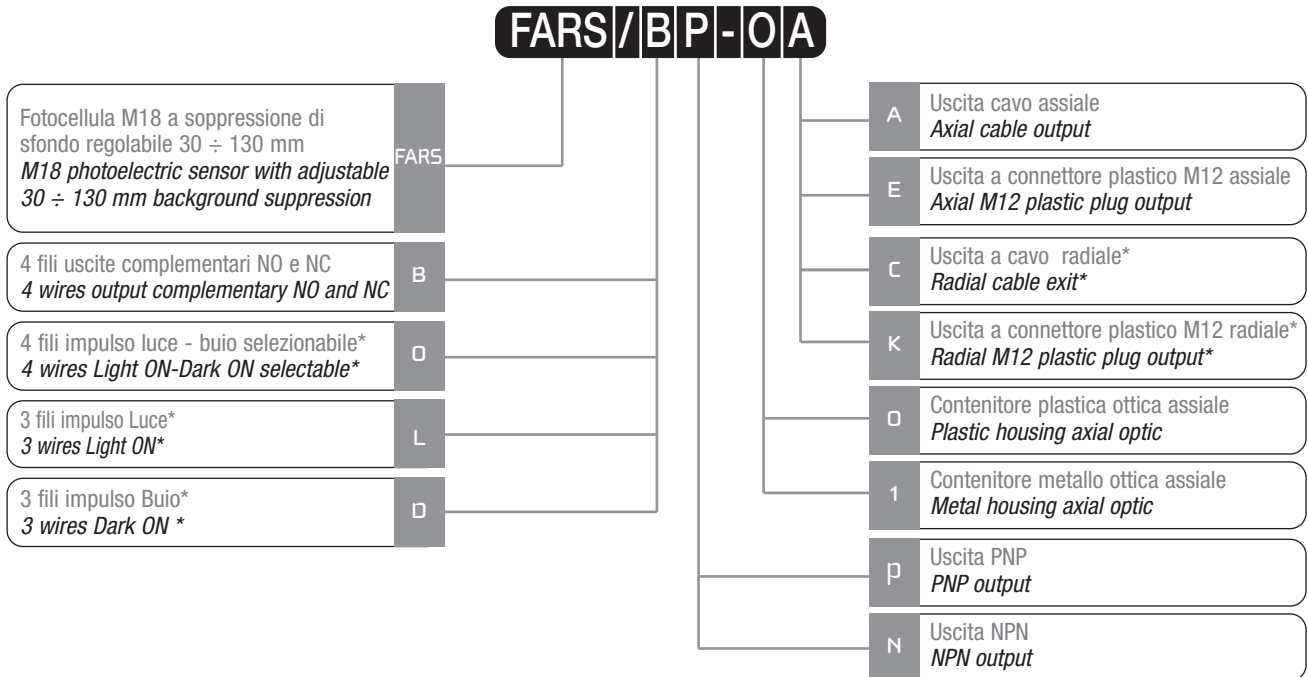 FARS/BP-0A
Fotocellula M18 a soppressione di
sfondo regolabile 30 ÷ 130 mm
M18 photoelectric sensor with adjustable
30 ÷ 130 mm background suppression
FARS
4 fili uscite complementari NO e NC
4 wires output complementary NO and NC
B
4 fili impulso luce - buio selezionabile*
4 wires Light ON-Dark ON selectable*
O
3 fili impulso Luce*
3 wires Light ON*
L
3 fili impulso Buio*
3 wires Dark ON *
D
A
Uscita cavo assiale
Axial cable output
E
Uscita a connettore plastico M12 assiale
Axial M12 plastic plug output
C
Uscita a cavo radiale*
Radial cable exit*
K
Uscita a connettore plastico M12 radiale*
Radial M12 plastic plug output*
0
Contenitore plastica ottica assiale
Plastic housing axial optic
1
Contenitore metallo ottica assiale
Metal housing axial optic
P
Uscita PNP
PNP output
N
Uscita NPN
NPN output